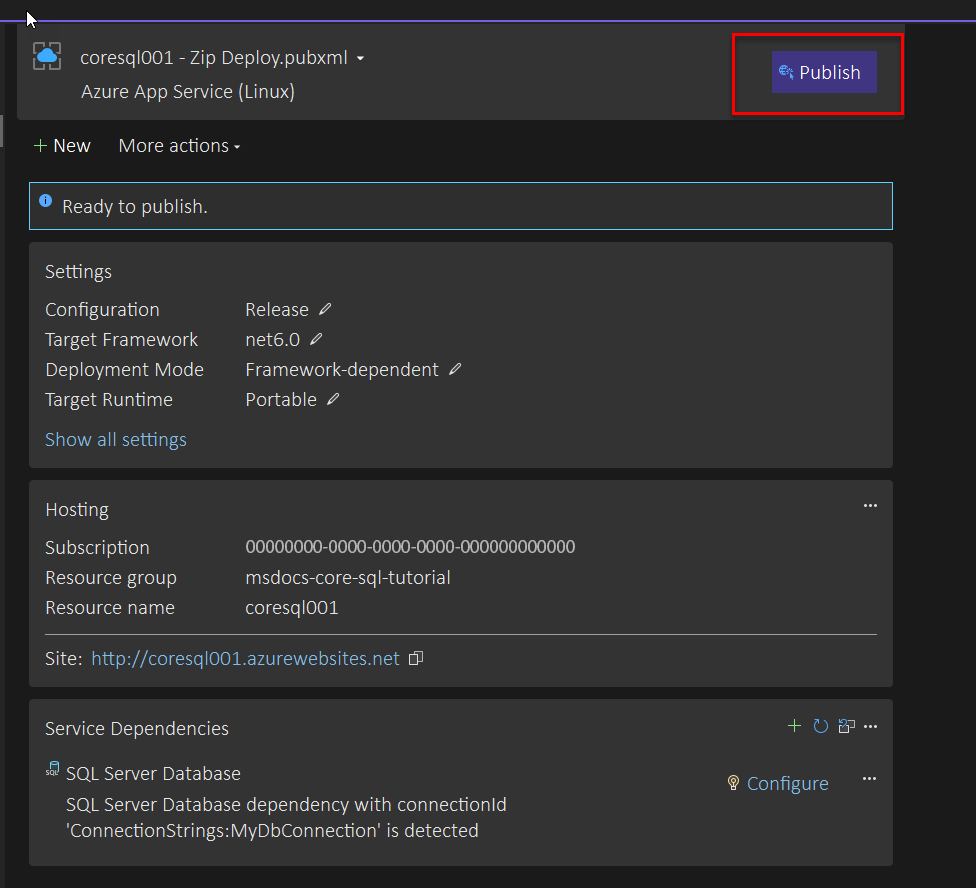 coresql001 - Zip Deploy.pubxml
Publish
Azure App Service (Linux)
New More actions
Ready to publish.
Settings
Configuration Release
Target Framework net6.0
Deployment Mode Framework-dependent
Target Runtime Portable
Show all settings
Hosting
Subscription 00000000-0000-0000-0000-000000000000
Resource group msdocs-core-sql-tutorial
Resource name coresql001
Site: http://coresql001.azurewebsites.net
Service Dependencies
SQL SQL Server Database
Configure
SQL Server Database dependency with connectionId
'ConnectionStrings:MyDbConnection' is detected